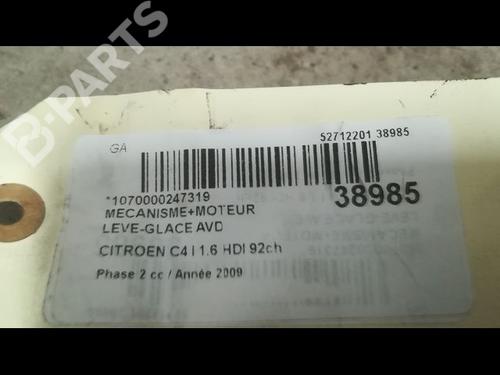 B-PARTS
GA
52712201 38985
*1070000247319
38985
MECANISME+MOTEUR
LEVE-GLACE AVD
CITROEN C4 I 1.6 HDI 92ch
Phase 2 cc / Année 2009